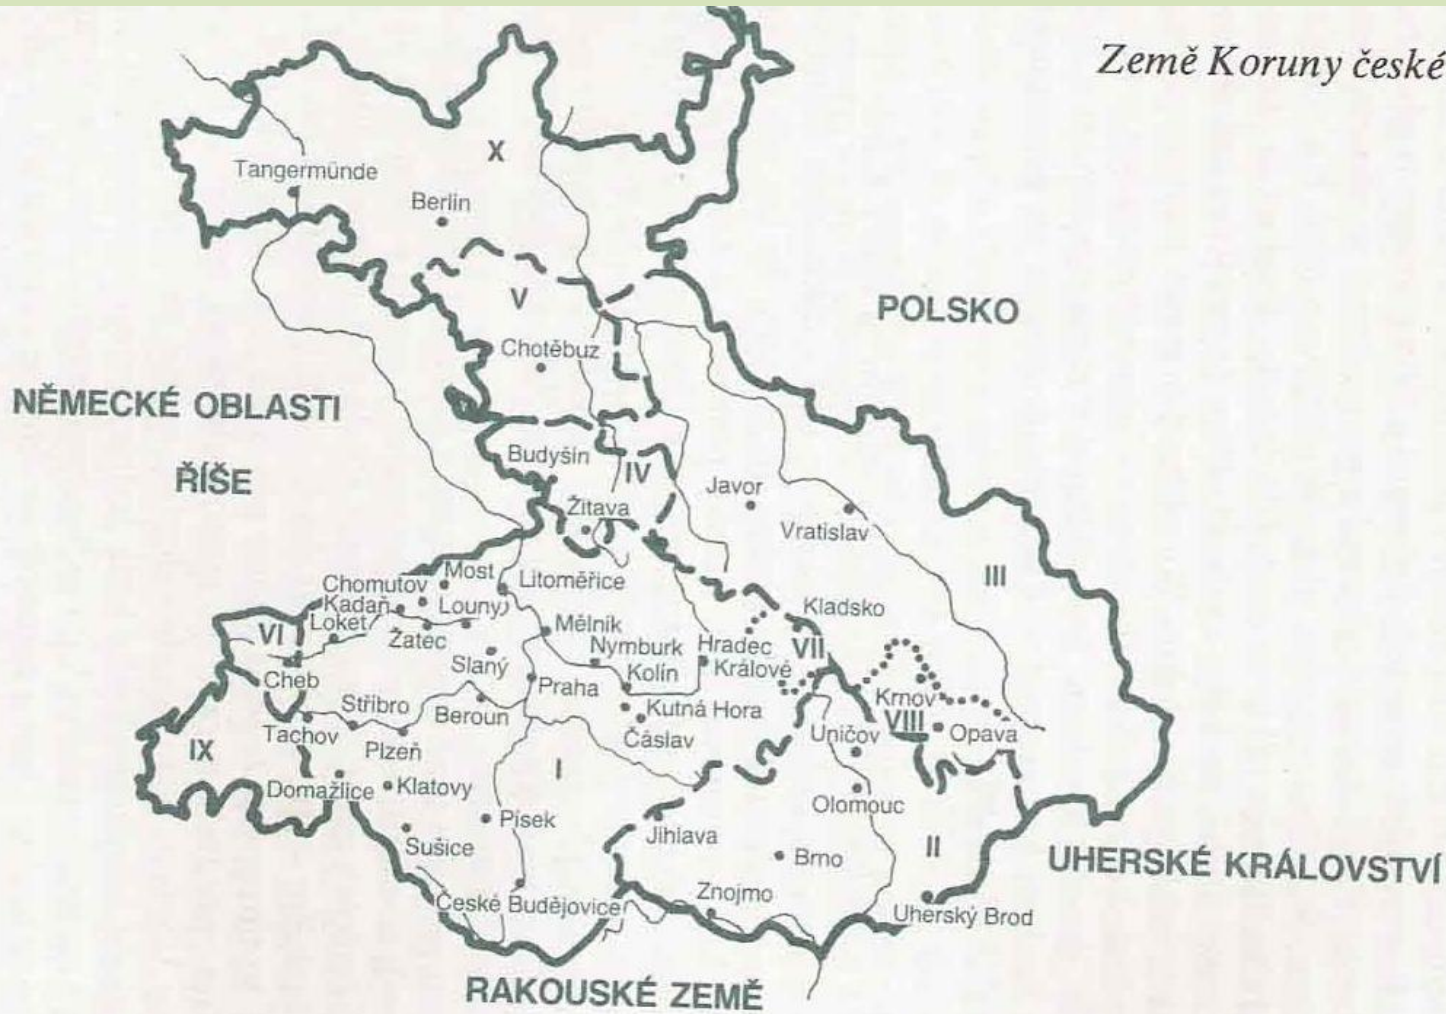 Země Koruny české
X
Tangermünde
Berlin
V
POLSKO
Chotěbuz
NĚMECKÉ OBLASTI
ŘÍŠE
Budyšín
IV
Javor
Žitava
Vratislav
III
Most
Chomutov
Litoměřice
Kadaň
Louny
Kladsko
Loket
VI
Žatec
Mělník
Slaný
Nymburk
Hradec
Králové
VII
Kolín
Cheb
Praha
Krnov
Stříbro
Beroun
Kutná Hora
VIII
Tachov
Opava
Uničov
Plzeň
Čáslav
IX
I
Domažlice
Klatovy
Olomouc
Písek
Jihlava
Sušice
Brno
II
UHERSKÉ KRÁLOVSTVÍ
Znojmo
České Budějovice
Uherský Brod
RAKOUSKÉ ZEMĚ